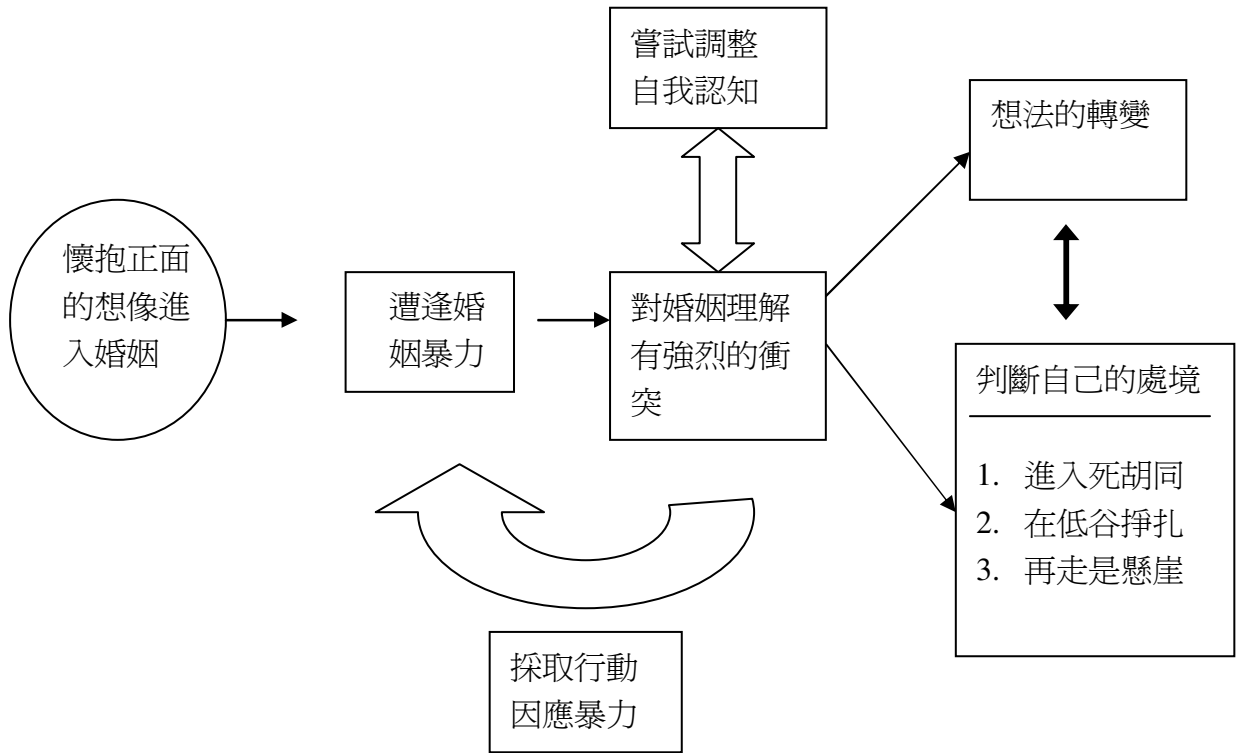 嘗試調整
自我認知
想法的轉變
懷抱正面
的想像進
入婚姻
遭逢婚
姻暴力
對婚姻理解
有強烈的衝
突
判斷自己的處境
1. 進入死胡同
2. 在低谷掙扎
3. 再走是懸崖
採取行動
因應暴力